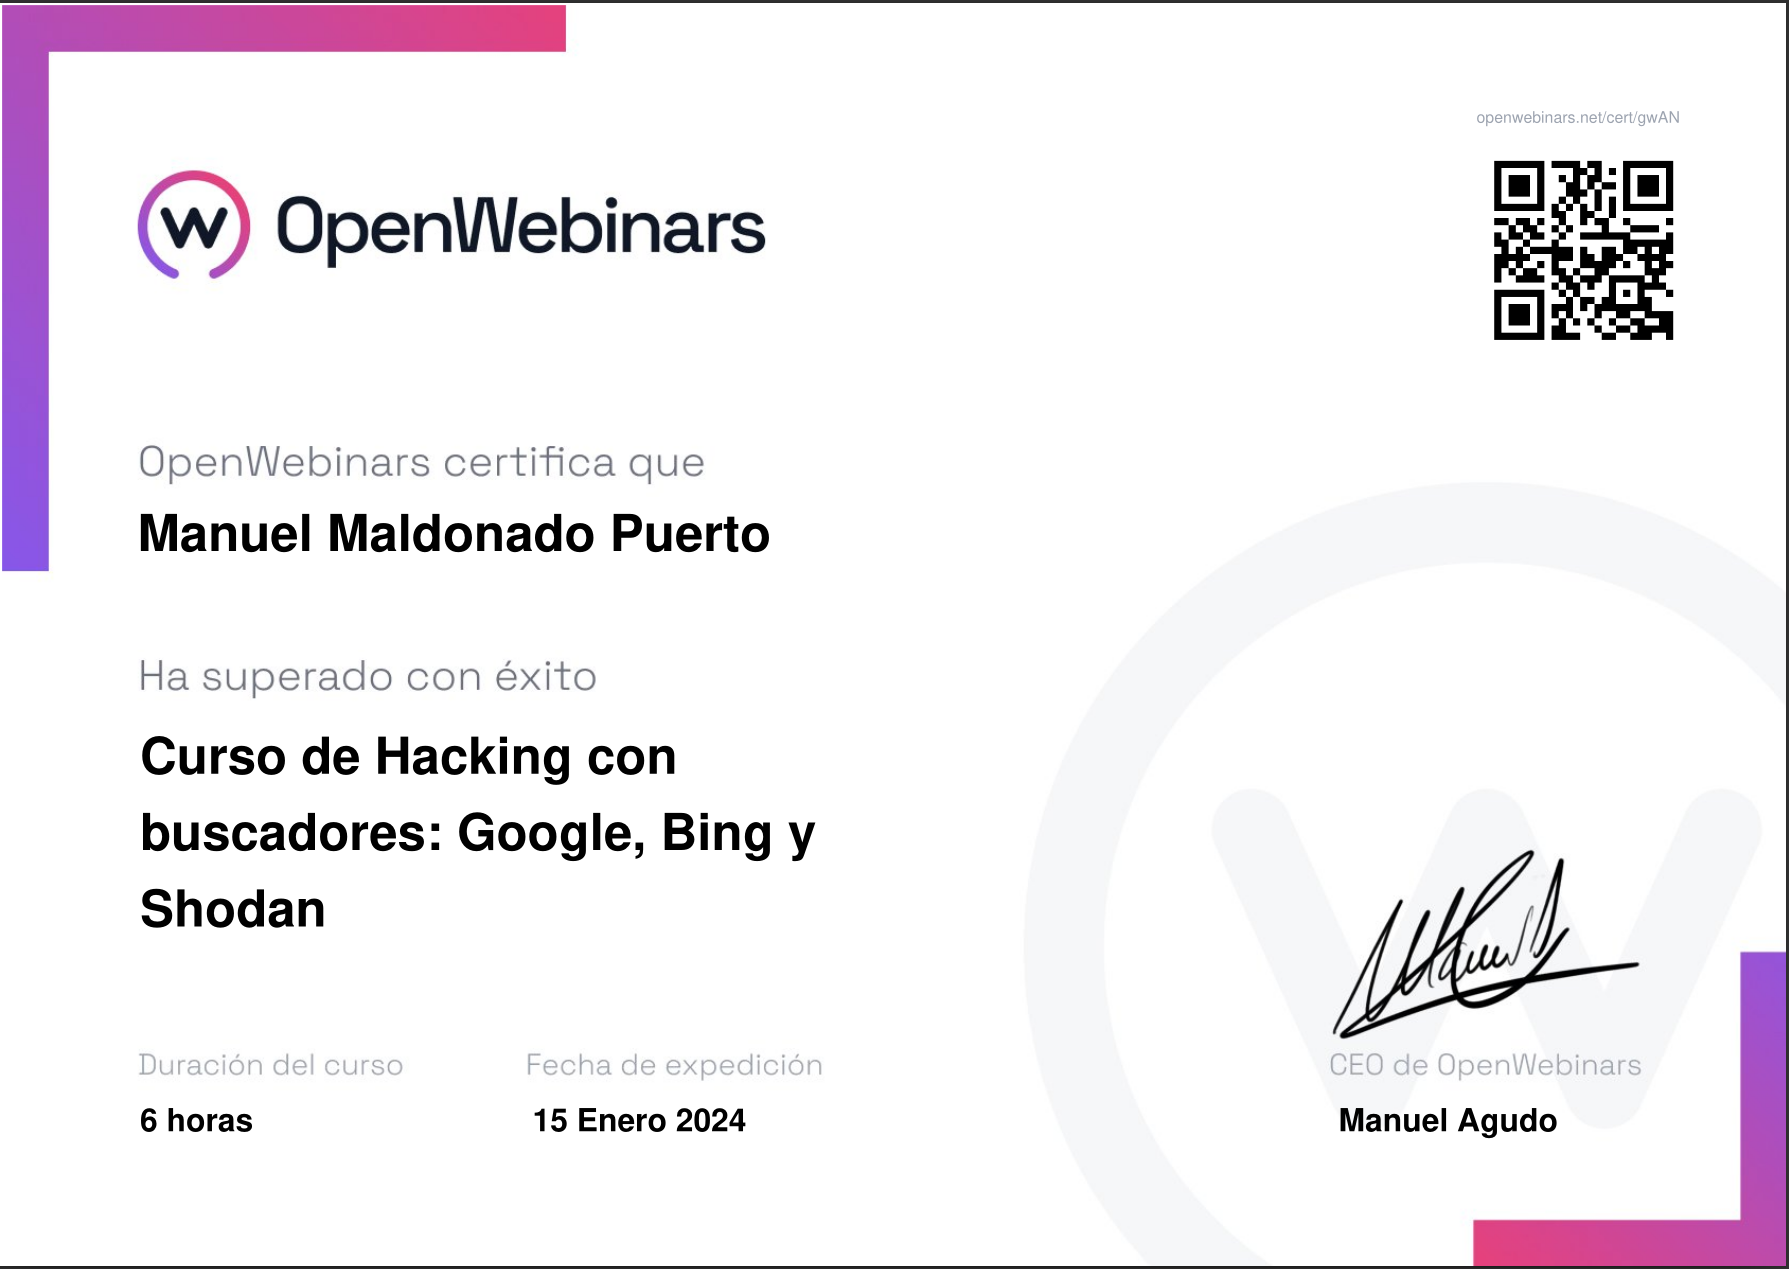 openwebinars.net/cert/gwAN
OpenWebinars
OpenWebinars certifica que
Manuel Maldonado Puerto
Ha superado con éxito
Curso de Hacking con
buscadores: Google, Bing y
Shodan
Duración del curso
6 horas
Fecha de expedición
15 Enero 2024
CEO de OpenWebinars
Manuel Agudo